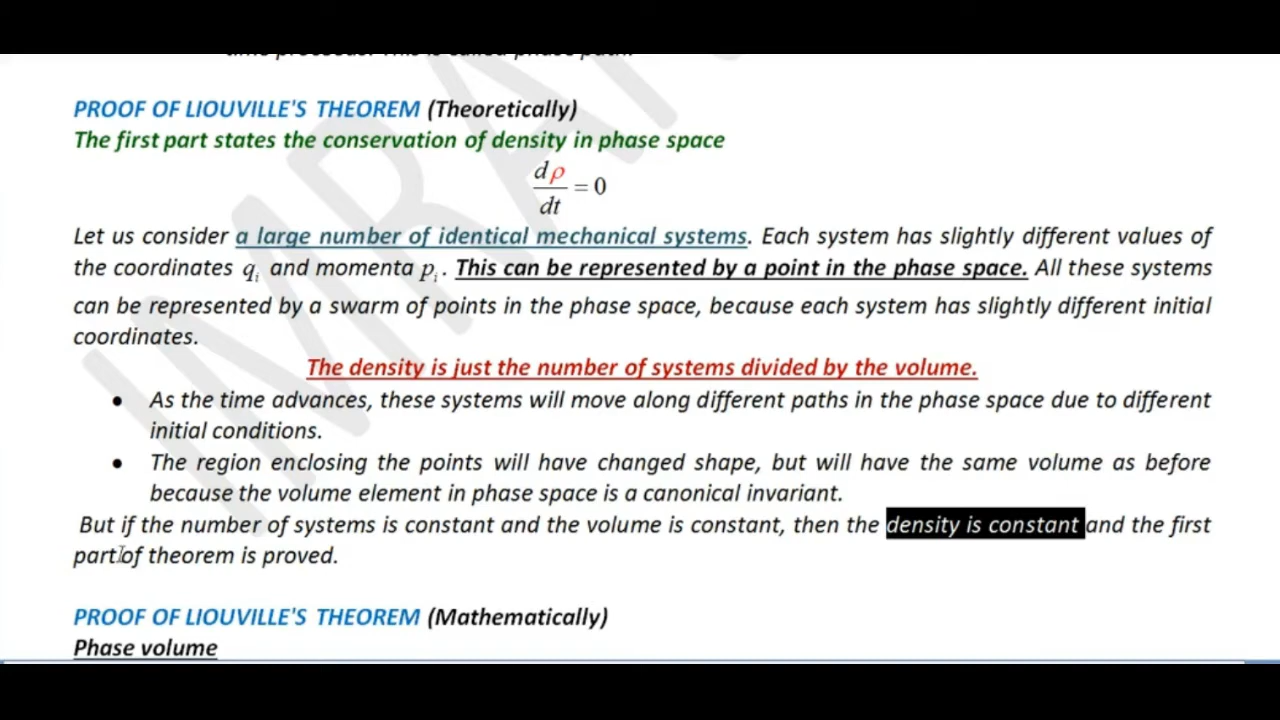 time proceeds. This is called phase path.
PROOF OF LIOUVILLE'S THEOREM (Theoretically)
The first part states the conservation of density in phase space
dρ/dt = 0
Let us consider a large number of identical mechanical systems. Each system has slightly different values of
the coordinates qᵢ and momenta pᵢ. This can be represented by a point in the phase space. All these systems
can be represented by a swarm of points in the phase space, because each system has slightly different initial
coordinates.
The density is just the number of systems divided by the volume.
• As the time advances, these systems will move along different paths in the phase space due to different
initial conditions.
• The region enclosing the points will have changed shape, but will have the same volume as before
because the volume element in phase space is a canonical invariant.
But if the number of systems is constant and the volume is constant, then the density is constant and the first
part of theorem is proved.
PROOF OF LIOUVILLE'S THEOREM (Mathematically)
Phase volume